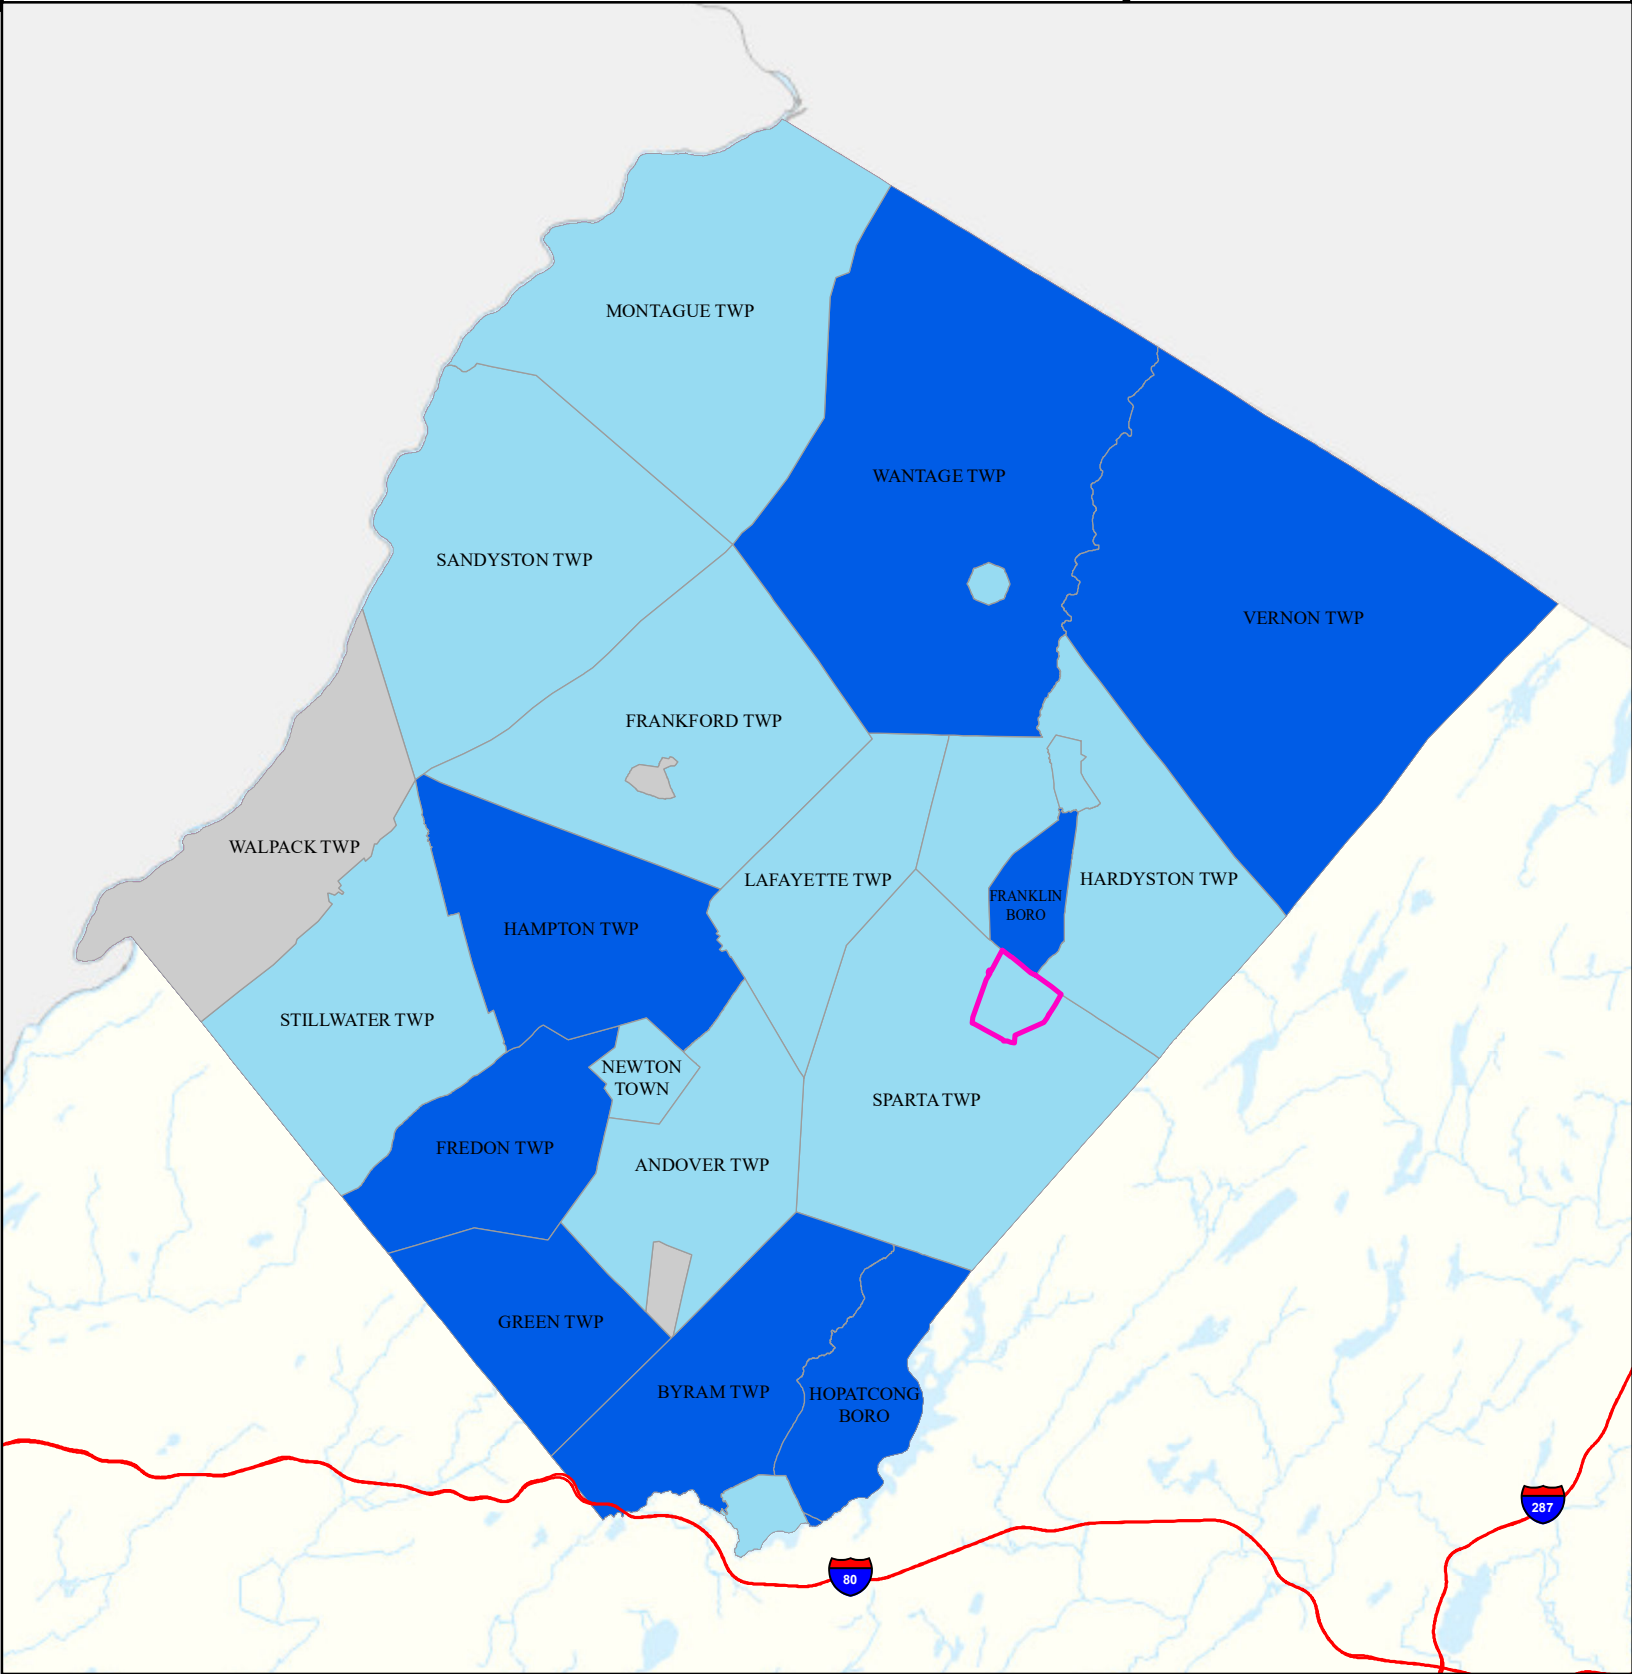 MONTAGUE TWP
WANTAGE TWP
SANDYSTON TWP
VERNON TWP
FRANKFORD TWP
WALPACK TWP
LAFAYETTE TWP
HARDYSTON TWP
FRANKLIN
BORO
HAMPTON TWP
STILLWATER TWP
NEWTON
TOWN
SPARTA TWP
FREDON TWP
ANDOVER TWP
GREEN TWP
BYRAM TWP
HOPATCONG
BORO
287
80